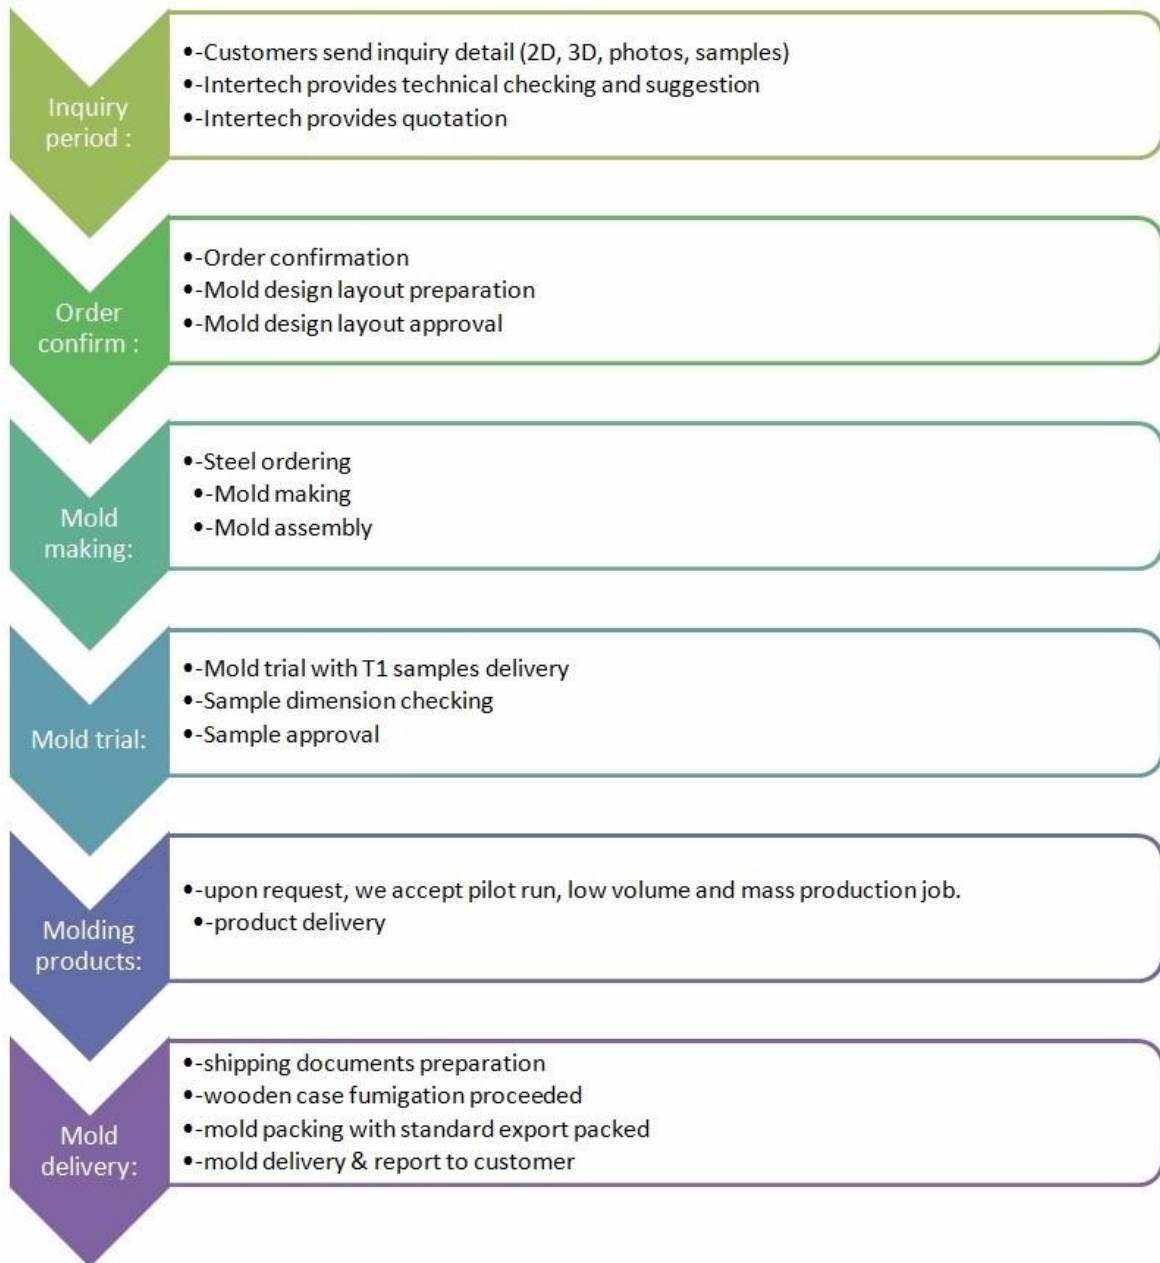 Inquiry
period :
•-Customers send inquiry detail (2D, 3D, photos, samples)
•-Intertech provides technical checking and suggestion
•-Intertech provides quotation
Order
confirm :
•-Order confirmation
•-Mold design layout preparation
•-Mold design layout approval
Mold
making:
•-Steel ordering
•-Mold making
•-Mold assembly
Mold trial:
•-Mold trial with T1 samples delivery
•-Sample dimension checking
•-Sample approval
Molding
products:
•-upon request, we accept pilot run, low volume and mass production job.
•-product delivery
Mold
delivery:
•-shipping documents preparation
•-wooden case fumigation proceeded
•-mold packing with standard export packed
•-mold delivery & report to customer